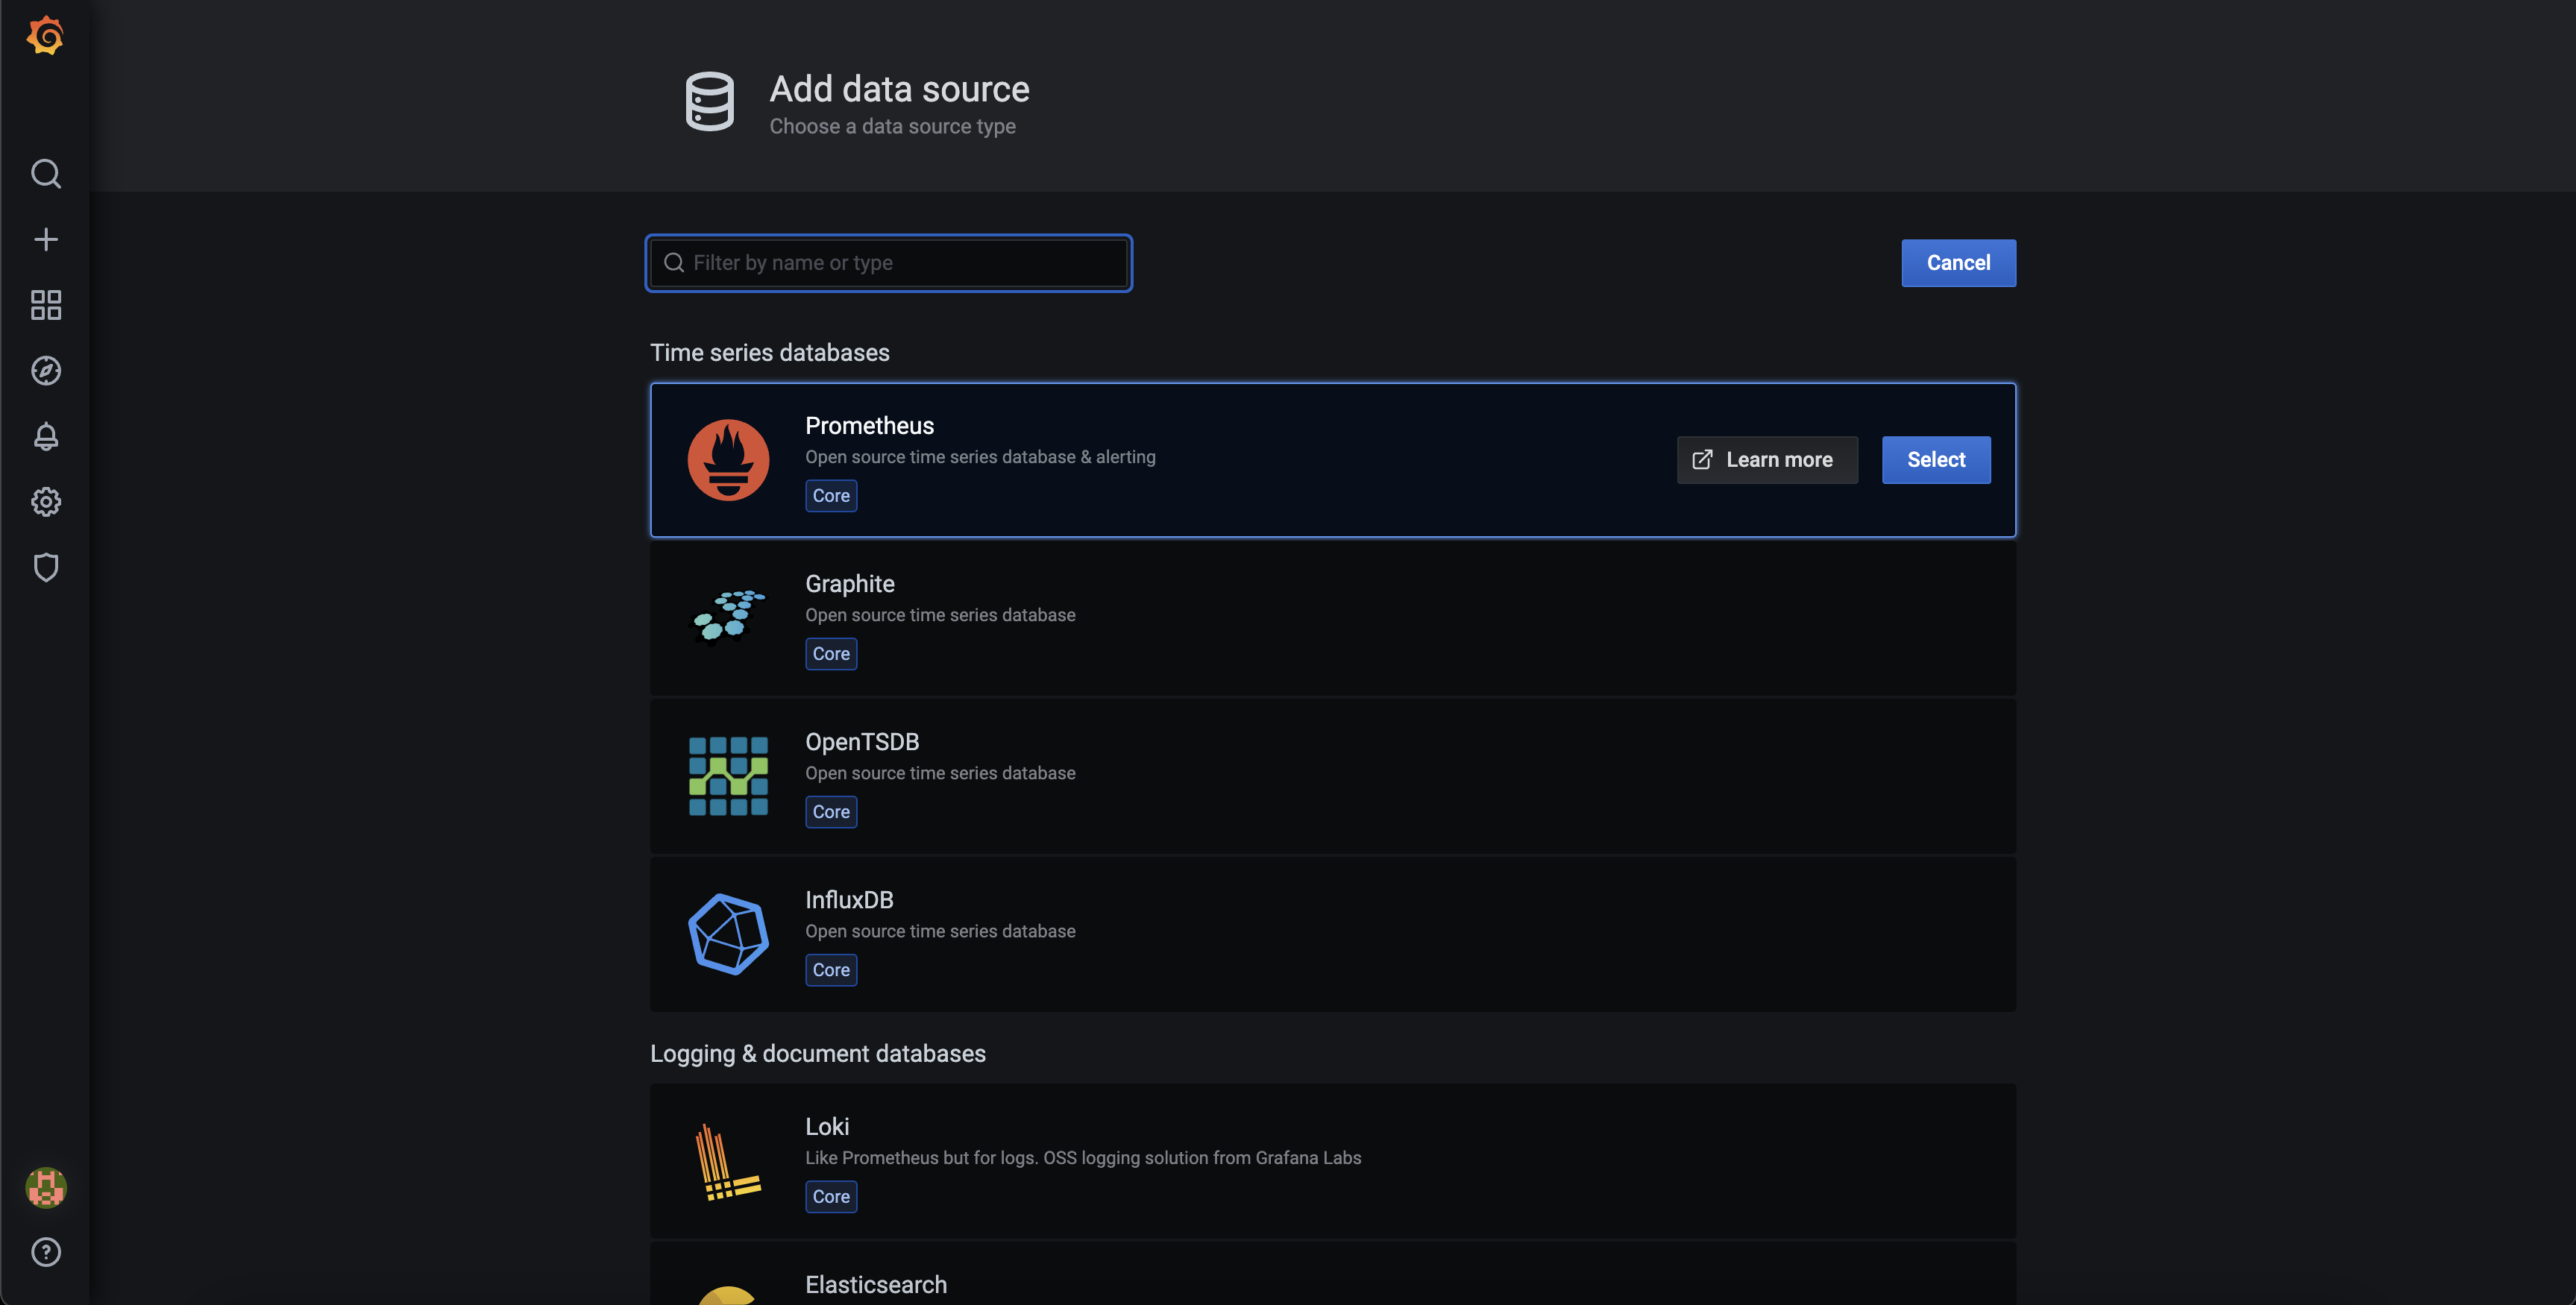 Add data source
Choose a data source type
Filter by name or type
Cancel
Time series databases
Prometheus
Open source time series database & alerting
Core
Learn more
Select
Graphite
Open source time series database
Core
OpenTSDB
Open source time series database
Core
InfluxDB
Open source time series database
Core
Logging & document databases
Loki
Like Prometheus but for logs. OSS logging solution from Grafana Labs
Core
Elasticsearch